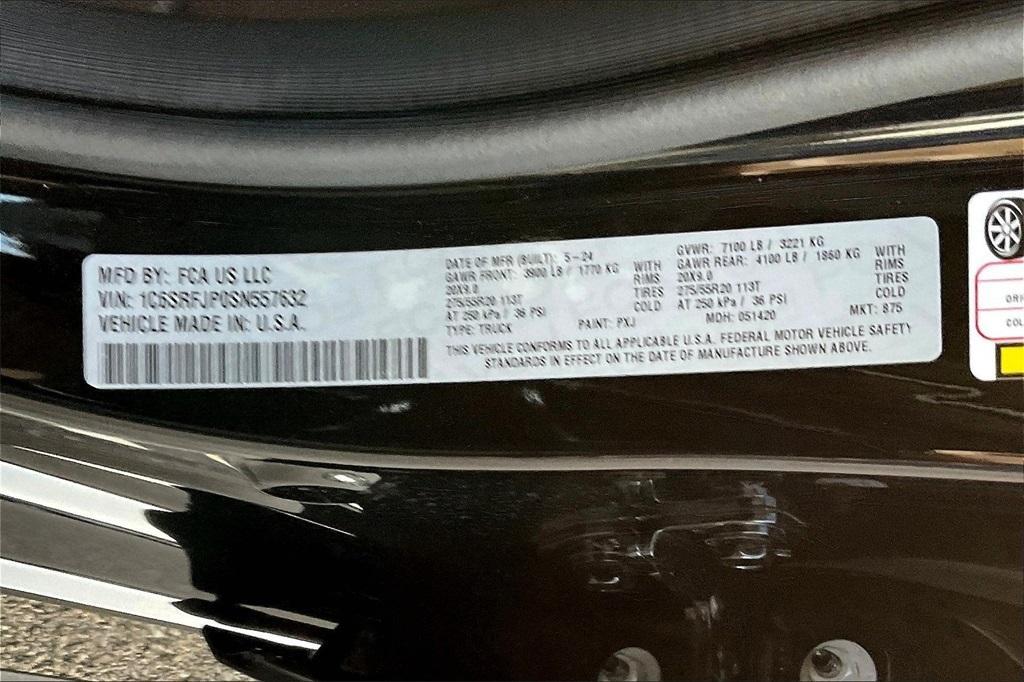 MFD BY: FCA US LLC
VIN: 1C6SRFJP0SN557632
VEHICLE MADE IN: U.S.A.
DATE OF MFR (BUILT): 5-24
GAWR FRONT: 3900 LB / 1770 KG WITH
20X9.0 RIMS
275/55R20 113T TIRES
AT 250 kPa / 36 PSI COLD
TYPE: TRUCK PAINT: PXJ
GVWR: 7100 LB / 3221 KG
GAWR REAR: 4100 LB / 1860 KG WITH
20X9.0 RIMS
275/55R20 113T TIRES
AT 250 kPa / 36 PSI COLD
MDH: 051420 MKT: 875
THIS VEHICLE CONFORMS TO ALL APPLICABLE U.S.A. FEDERAL MOTOR VEHICLE SAFETY
STANDARDS IN EFFECT ON THE DATE OF MANUFACTURE SHOWN ABOVE.